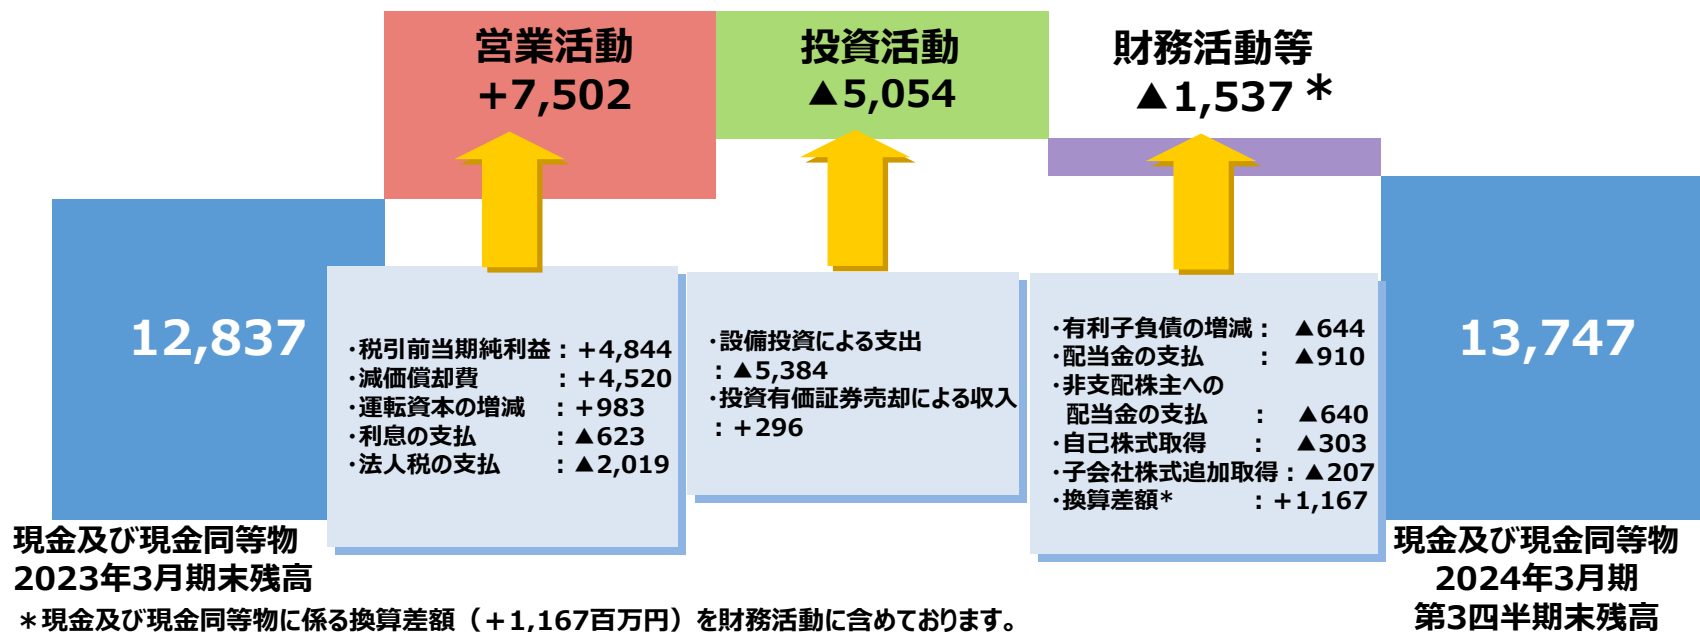 営業活動
+7,502
投資活動
▲5,054
財務活動等
▲1,537 *
12,837
・税引前当期純利益：+4,844
・減価償却費　　　：+4,520
・運転資本の増減　：+983
・利息の支払　　　：▲623
・法人税の支払　　：▲2,019
・設備投資による支出
：▲5,384
・投資有価証券売却による収入
：+296
・有利子負債の増減：　▲644
・配当金の支払　　：　▲910
・非支配株主への
配当金の支払　：　▲640
・自己株式取得　　：　▲303
・子会社株式追加取得：▲207
・換算差額*　　　：+1,167
13,747
現金及び現金同等物
2023年3月期末残高
現金及び現金同等物
2024年3月期
第3四半期末残高
＊現金及び現金同等物に係る換算差額（+1,167百万円）を財務活動に含めております。